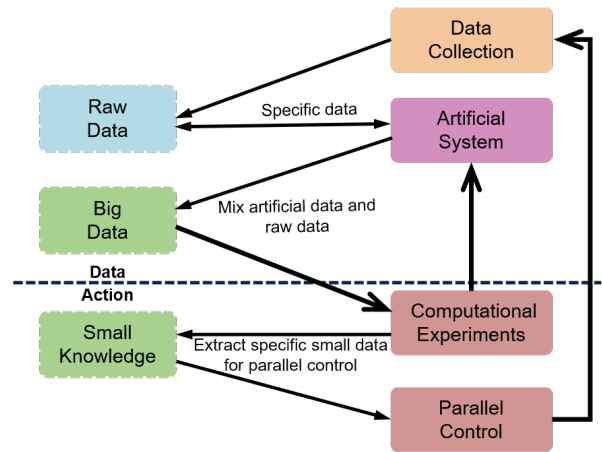 Data
Collection
Raw
Data
Specific data
Artificial
System
Big
Data
Mix artificial data and
raw data
Data
Action
Computational
Experiments
Small
Knowledge
Extract specific small data
for parallel control
Parallel
Control